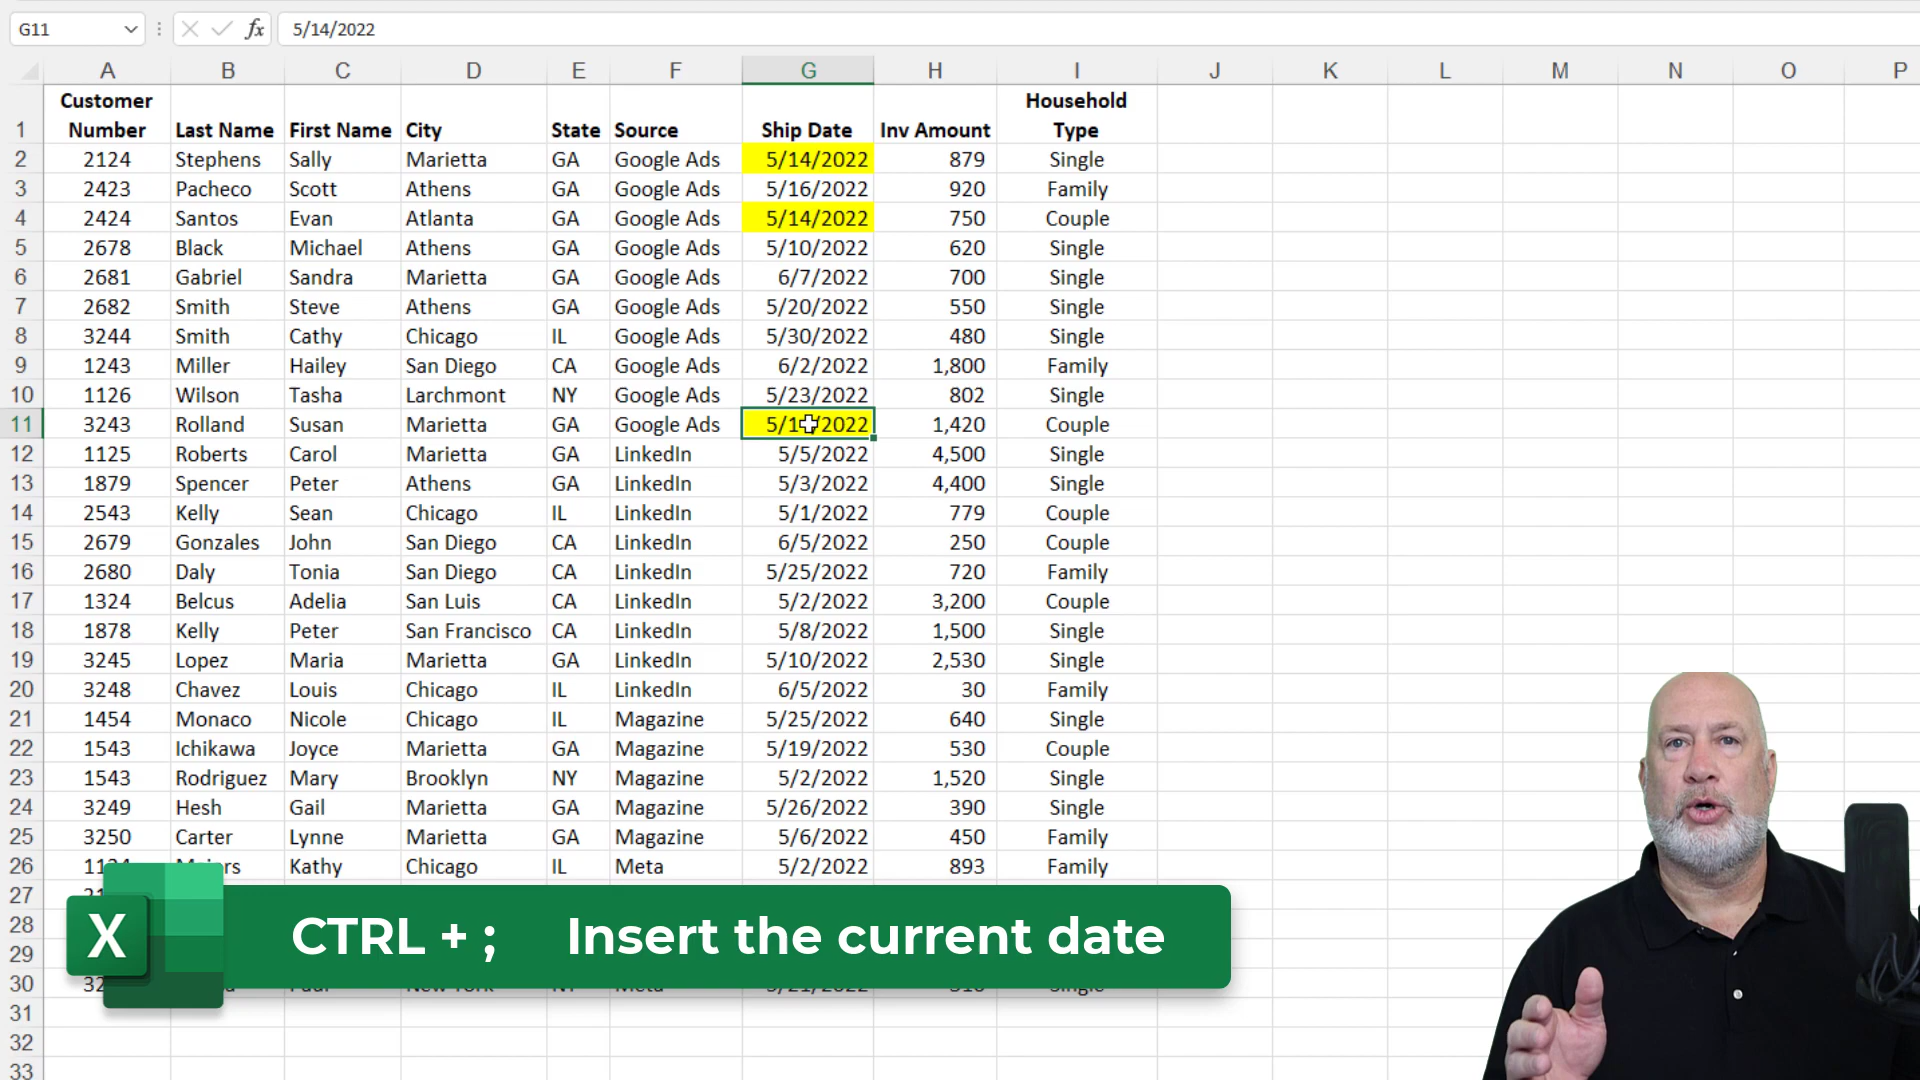 G11 fx 5/14/2022
A B C D E F G H I J K L M N O P
Customer Household
1 Number Last Name First Name City State Source Ship Date Inv Amount Type
2 2124 Stephens Sally Marietta GA Google Ads 5/14/2022 879 Single
3 2423 Pacheco Scott Athens GA Google Ads 5/16/2022 920 Family
4 2424 Santos Evan Atlanta GA Google Ads 5/14/2022 750 Couple
5 2678 Black Michael Athens GA Google Ads 5/10/2022 620 Single
6 2681 Gabriel Sandra Marietta GA Google Ads 6/7/2022 700 Single
7 2682 Smith Steve Athens GA Google Ads 5/20/2022 550 Single
8 3244 Smith Cathy Chicago IL Google Ads 5/30/2022 480 Single
9 1243 Miller Hailey San Diego CA Google Ads 6/2/2022 1,800 Family
10 1126 Wilson Tasha Larchmont NY Google Ads 5/23/2022 802 Single
11 3243 Rolland Susan Marietta GA Google Ads 5/14/2022 1,420 Couple
12 1125 Roberts Carol Marietta GA LinkedIn 5/5/2022 4,500 Single
13 1879 Spencer Peter Athens GA LinkedIn 5/3/2022 4,400 Single
14 2543 Kelly Sean Chicago IL LinkedIn 5/1/2022 779 Couple
15 2679 Gonzales John San Diego CA LinkedIn 6/5/2022 250 Couple
16 2680 Daly Tonia San Diego CA LinkedIn 5/25/2022 720 Family
17 1324 Belcus Adelia San Luis CA LinkedIn 5/2/2022 3,200 Couple
18 1878 Kelly Peter San Francisco CA LinkedIn 5/8/2022 1,500 Single
19 3245 Lopez Maria Marietta GA LinkedIn 5/10/2022 2,530 Single
20 3248 Chavez Louis Chicago IL LinkedIn 6/5/2022 30 Family
21 1454 Monaco Nicole Chicago IL Magazine 5/25/2022 640 Single
22 1543 Ichikawa Joyce Marietta GA Magazine 5/19/2022 530 Couple
23 1543 Rodriguez Mary Brooklyn NY Magazine 5/2/2022 1,520 Single
24 3249 Hesh Gail Marietta GA Magazine 5/26/2022 390 Single
25 3250 Carter Lynne Marietta GA Magazine 5/6/2022 450 Family
26 Kathy Chicago IL Meta 5/2/2022 893 Family
27
28
X CTRL + ; Insert the current date
29
30
31
32
33